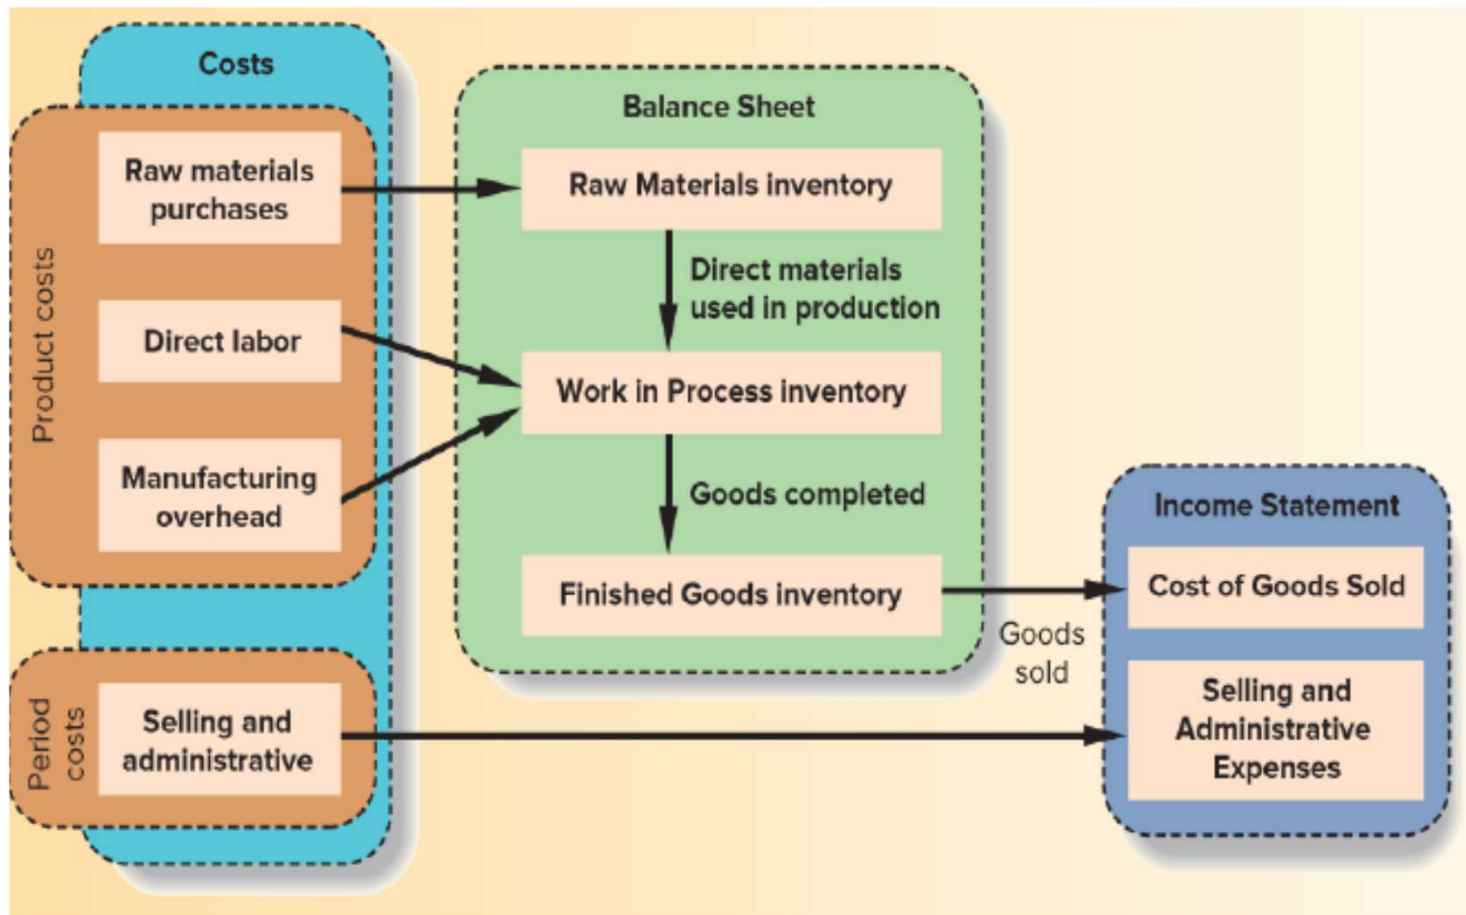 Costs
Product costs
Raw materials
purchases
Direct labor
Manufacturing
overhead
Period
costs
Selling and
administrative
Balance Sheet
Raw Materials inventory
Direct materials
used in production
Work in Process inventory
Goods completed
Finished Goods inventory
Goods
sold
Income Statement
Cost of Goods Sold
Selling and
Administrative
Expenses